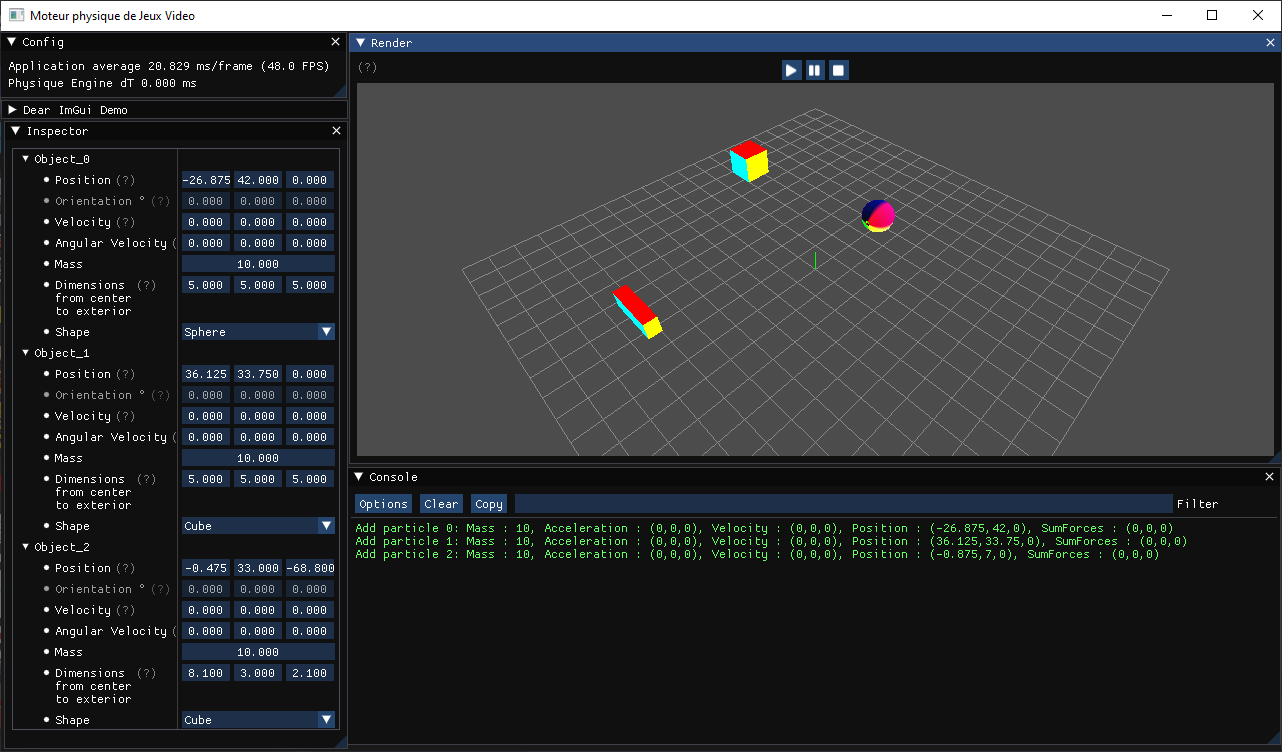 Moteur physique de Jeux Video
Config
Application average 20.829 ms/frame (48.0 FPS)
Physique Engine dT 0.000 ms
Dear ImGui Demo
Inspector
Object_0
Position (?) -26.875 42.000 0.000
Orientation ° (?) 0.000 0.000 0.000
Velocity (?) 0.000 0.000 0.000
Angular Velocity ( 0.000 0.000 0.000
Mass 10.000
Dimensions (?) 5.000 5.000 5.000
from center
to exterior
Shape Sphere
Object_1
Position (?) 36.125 33.750 0.000
Orientation ° (?) 0.000 0.000 0.000
Velocity (?) 0.000 0.000 0.000
Angular Velocity ( 0.000 0.000 0.000
Mass 10.000
Dimensions (?) 5.000 5.000 5.000
from center
to exterior
Shape Cube
Object_2
Position (?) -0.475 33.000 -68.800
Orientation ° (?) 0.000 0.000 0.000
Velocity (?) 0.000 0.000 0.000
Angular Velocity ( 0.000 0.000 0.000
Mass 10.000
Dimensions (?) 8.100 3.000 2.100
from center
to exterior
Shape Cube
Render
(?)
Console
Options Clear Copy Filter
Add particle 0: Mass : 10, Acceleration : (0,0,0), Velocity : (0,0,0), Position : (-26.875,42,0), SumForces : (0,0,0)
Add particle 1: Mass : 10, Acceleration : (0,0,0), Velocity : (0,0,0), Position : (36.125,33.75,0), SumForces : (0,0,0)
Add particle 2: Mass : 10, Acceleration : (0,0,0), Velocity : (0,0,0), Position : (-0.875,7,0), SumForces : (0,0,0)